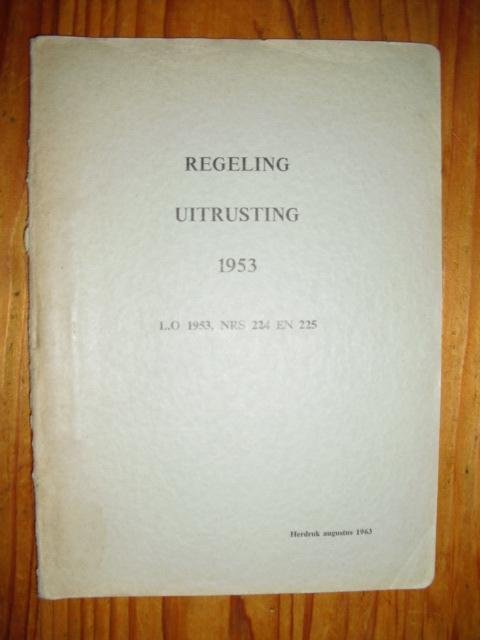 REGELING
UITRUSTING
1953
L.O 1953, NRS 224 EN 225
Herdruk augustus 1963